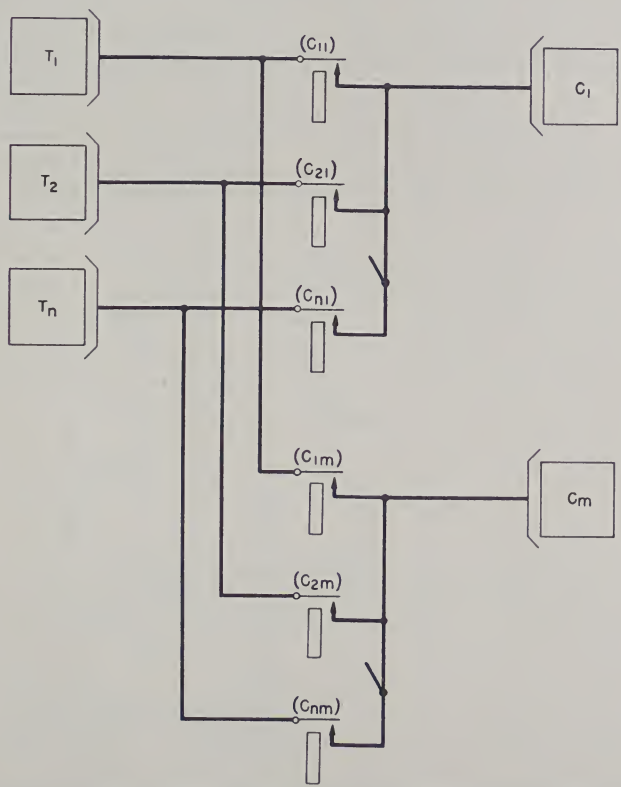 T₁
(C₁₁)
C₁
T₂
(C₂₁)
Tₙ
(Cₙ₁)
(C₁ₘ)
Cₘ
(C₂ₘ)
(Cₙₘ)